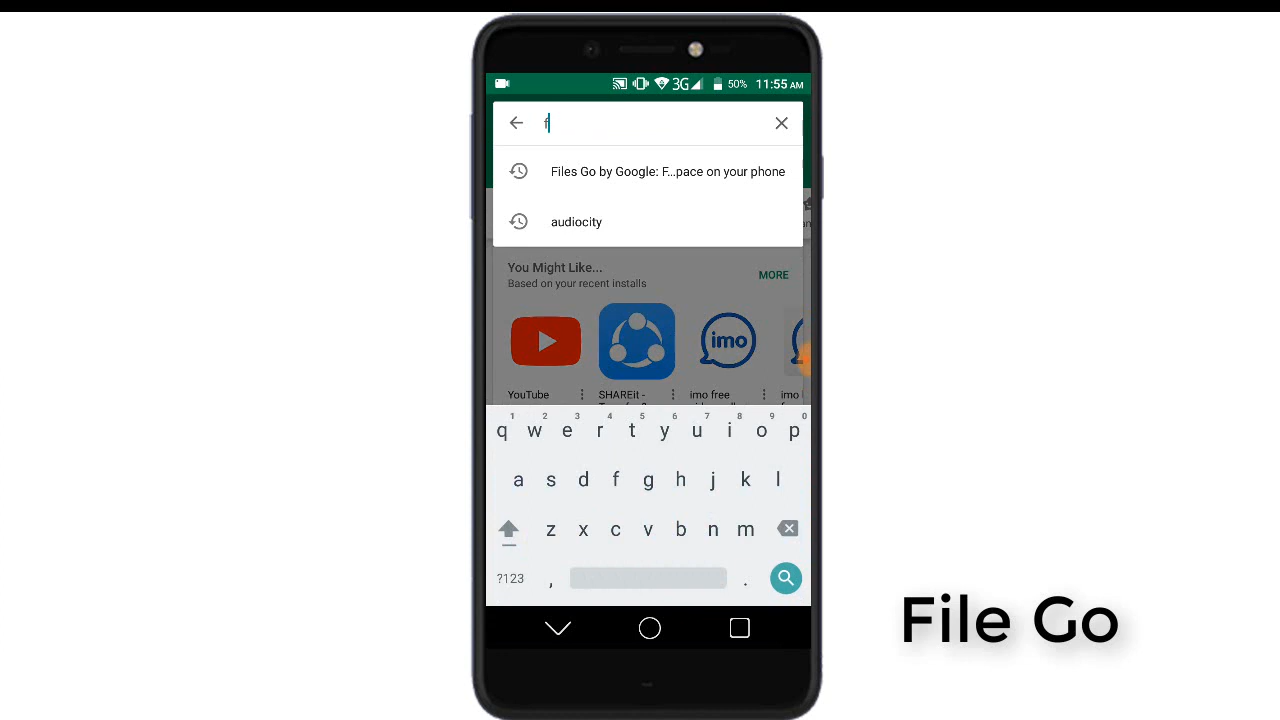 3G 50% 11:55 AM
f
Files Go by Google: F...pace on your phone
audiocity
You Might Like...
MORE
Based on your recent installs
imo
YouTube
SHAREit -
imo free
imo
1 2 3 4 5 6 7 8 9 0
q w e r t y u i o p
a s d f g h j k l
z x c v b n m
?123 , .
File Go